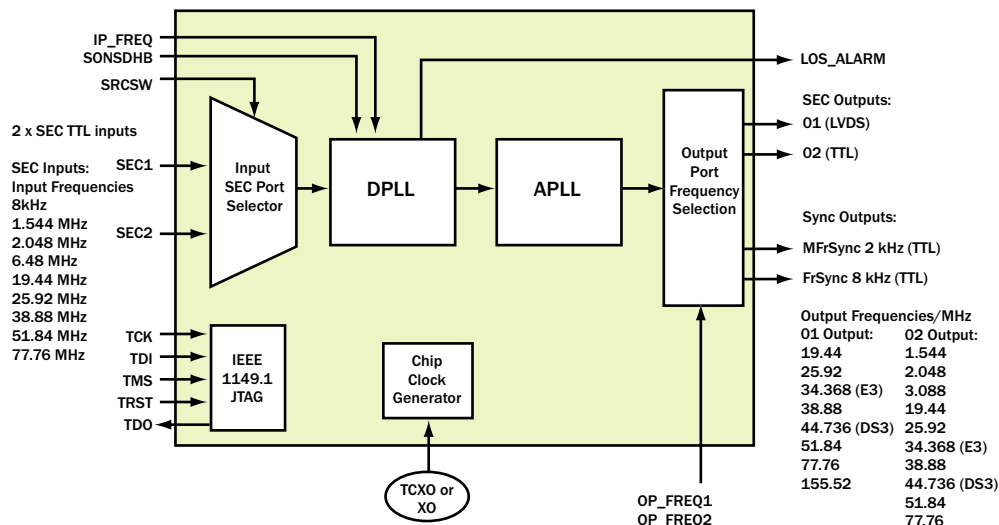 IP_FREQ
SONSDHB
SRCSW
LOS_ALARM
2 x SEC TTL inputs
SEC Inputs:
Input Frequencies
8kHz
1.544 MHz
2.048 MHz
6.48 MHz
19.44 MHz
25.92 MHz
38.88 MHz
51.84 MHz
77.76 MHz
SEC1
SEC2
Input
SEC Port
Selector
DPLL
APLL
Output
Port
Frequency
Selection
SEC Outputs:
01 (LVDS)
02 (TTL)
Sync Outputs:
MFrSync 2 kHz (TTL)
FrSync 8 kHz (TTL)
TCK
TDI
TMS
TRST
TDO
IEEE
1149.1
JTAG
Chip
Clock
Generator
TCXO or
XO
OP_FREQ1
OP_FREQ2
Output Frequencies/MHz
01 Output:
19.44
25.92
34.368 (E3)
38.88
44.736 (DS3)
51.84
77.76
155.52
02 Output:
1.544
2.048
3.088
19.44
25.92
34.368 (E3)
38.88
44.736 (DS3)
51.84
77.76